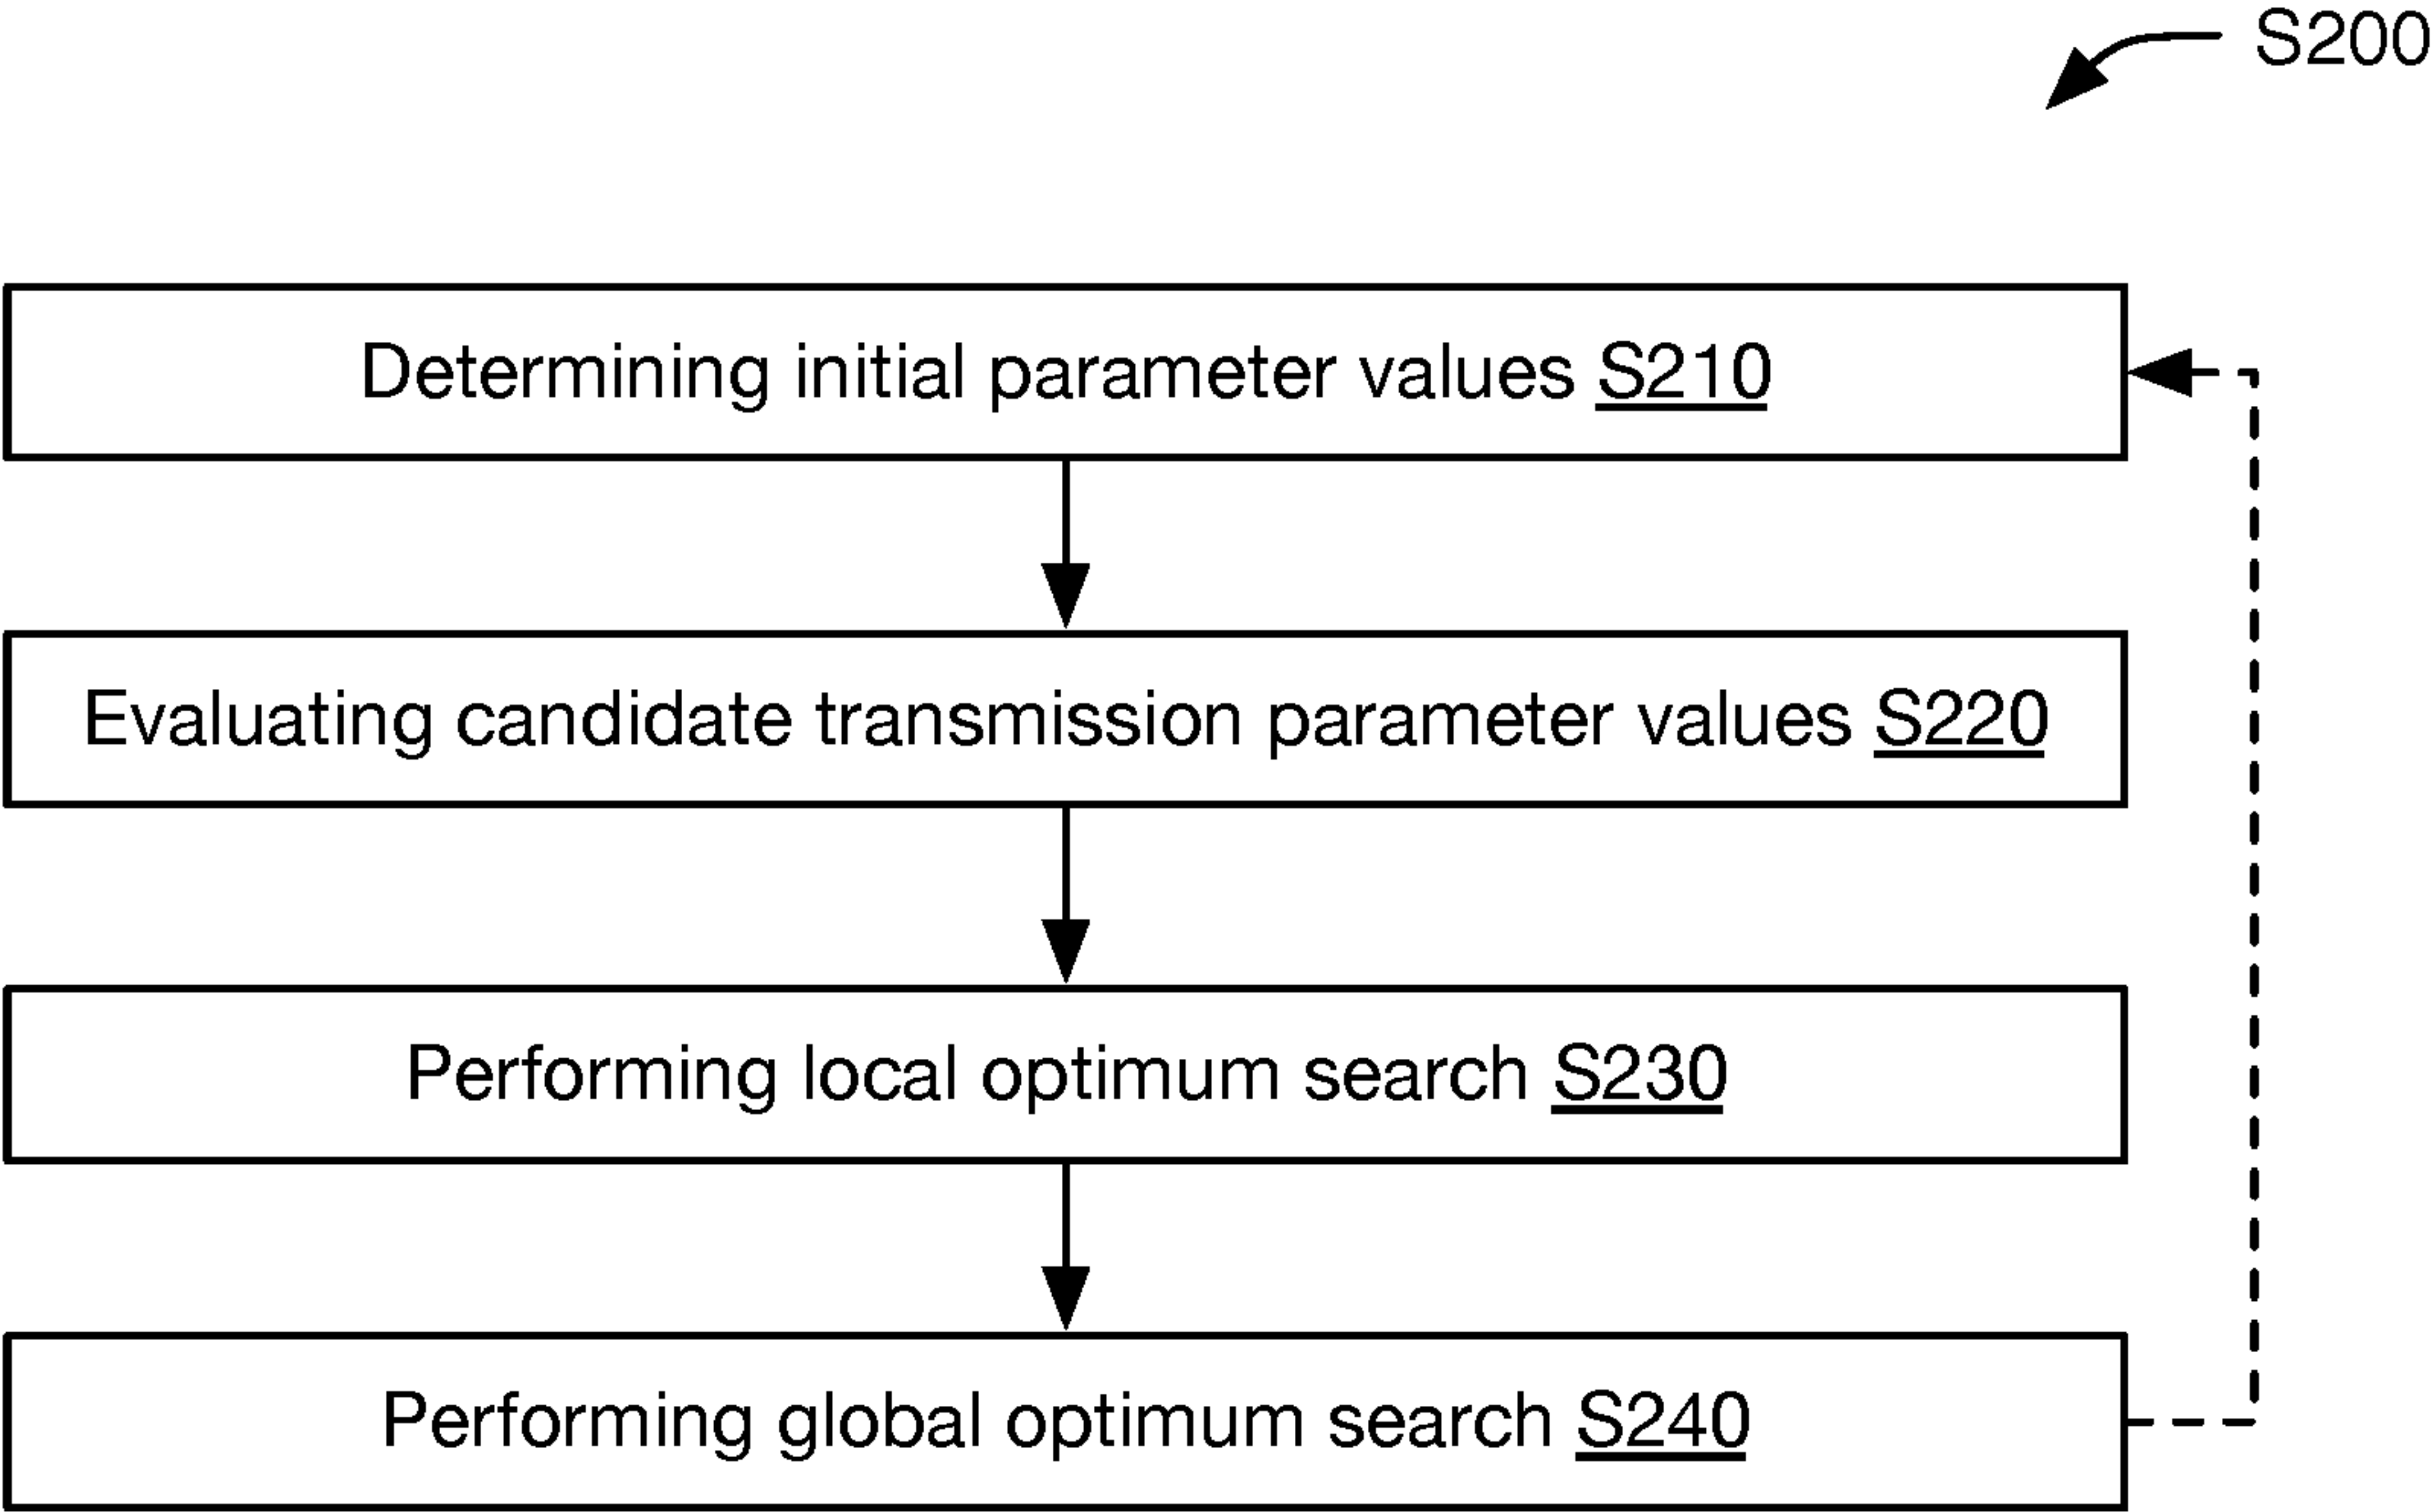 S200
Determining initial parameter values S210
Evaluating candidate transmission parameter values S220
Performing local optimum search S230
Performing global optimum search S240